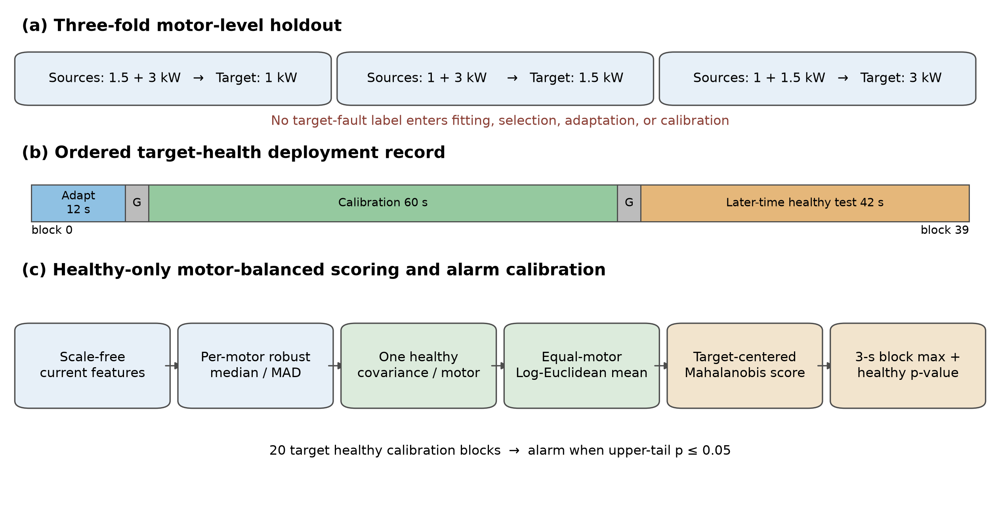 (a) Three-fold motor-level holdout
Sources: 1.5 + 3 kW → Target: 1 kW
Sources: 1 + 3 kW → Target: 1.5 kW
Sources: 1 + 1.5 kW → Target: 3 kW
No target-fault label enters fitting, selection, adaptation, or calibration
(b) Ordered target-health deployment record
Adapt
12 s
G
Calibration 60 s
G
Later-time healthy test 42 s
block 0
block 39
(c) Healthy-only motor-balanced scoring and alarm calibration
Scale-free
current features
Per-motor robust
median / MAD
One healthy
covariance / motor
Equal-motor
Log-Euclidean mean
Target-centered
Mahalanobis score
3-s block max +
healthy p-value
20 target healthy calibration blocks → alarm when upper-tail p ≤ 0.05